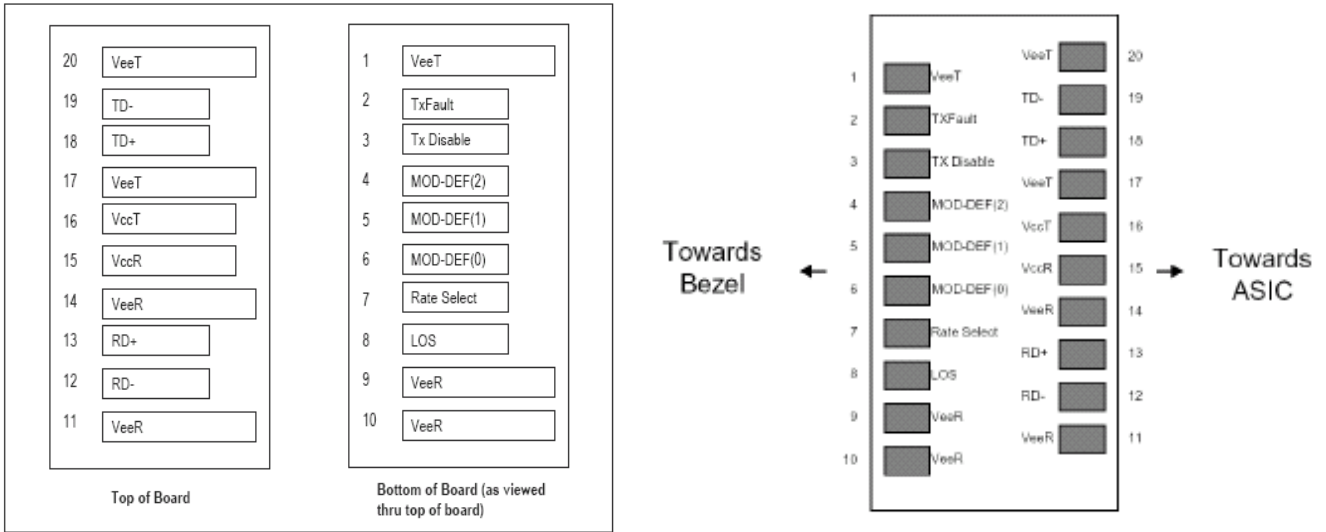 20 VeeT
19 TD-
18 TD+
17 VeeT
16 VccT
15 VccR
14 VeeR
13 RD+
12 RD-
11 VeeR
Top of Board
1 VeeT
2 TxFault
3 Tx Disable
4 MOD-DEF(2)
5 MOD-DEF(1)
6 MOD-DEF(0)
7 Rate Select
8 LOS
9 VeeR
10 VeeR
Bottom of Board (as viewed
thru top of board)
Towards
Bezel
1 VeeT
2 TXFault
3 TX Disable
4 MOD-DEF(2)
5 MOD-DEF(1)
6 MOD-DEF(0)
7 Rate Select
8 LOS
9 VeeR
10 VeeR
VeeT 20
TD- 19
TD+ 18
VeeT 17
VccT 16
VccR 15
VeeR 14
RD+ 13
RD- 12
VeeR 11
Towards
ASIC